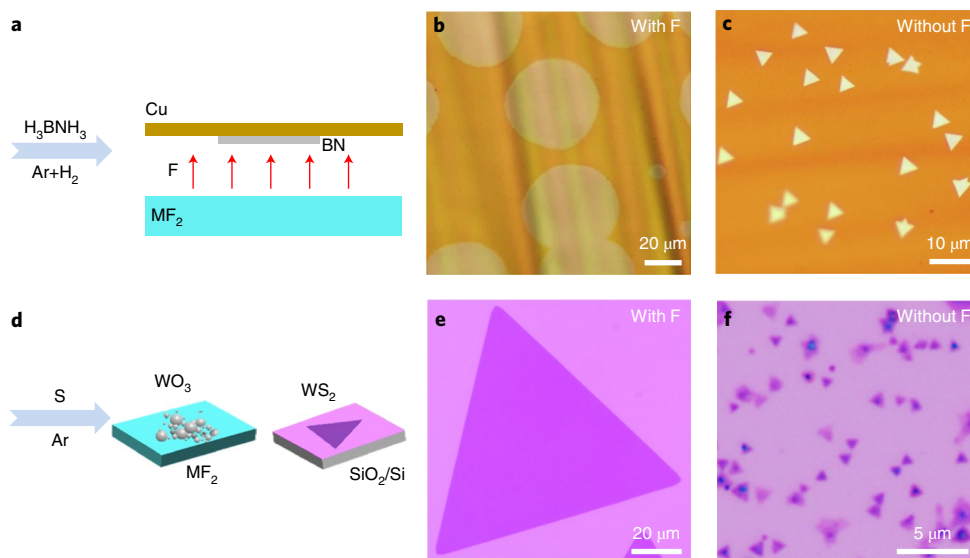 a
H₃BNH₃
Ar+H₂
Cu
BN
F
MF₂
b
With F
20 μm
c
Without F
10 μm
d
S
Ar
WO₃
MF₂
WS₂
SiO₂/Si
e
With F
20 μm
f
Without F
5 μm